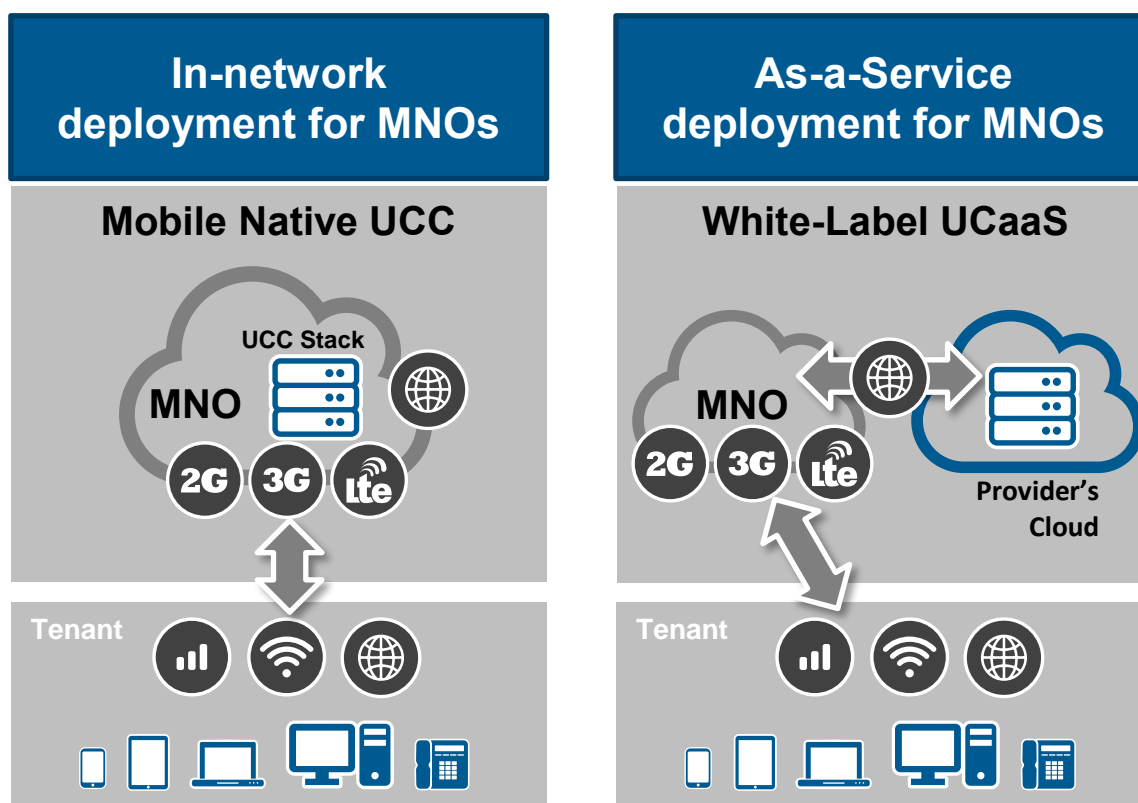 In-network
deployment for MNOs
Mobile Native UCC
UCC Stack
MNO
2G
3G
Lte
Tenant
As-a-Service
deployment for MNOs
White-Label UCaaS
MNO
2G
3G
Lte
Provider’s
Cloud
Tenant